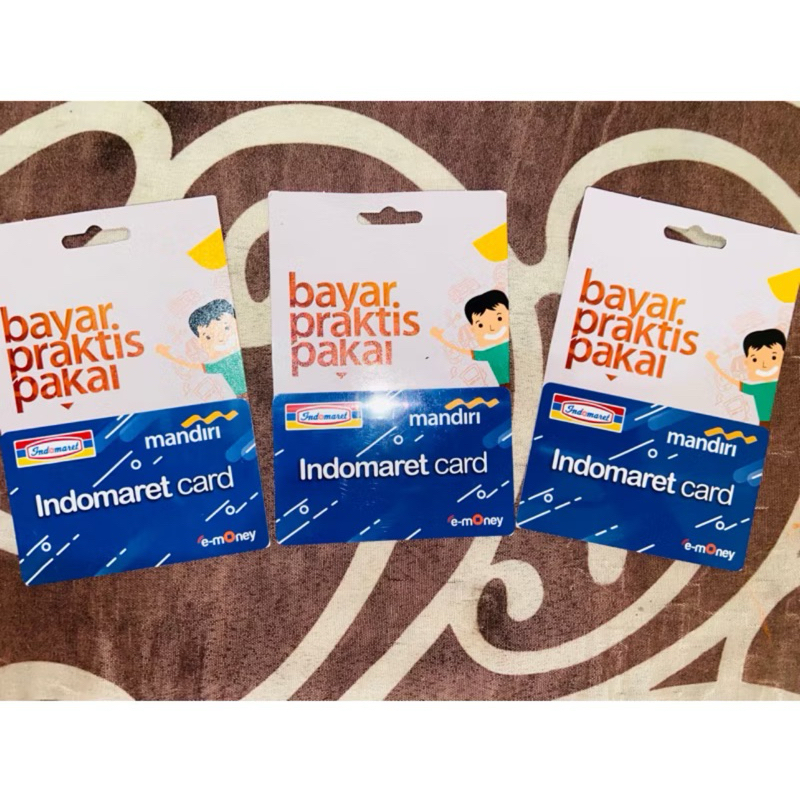 bayar
praktis
pakai
Indomaret
mandiri
Indomaret card
e-money
bayar
praktis
pakai
Indomaret
mandiri
Indomaret card
e-money
bayar
praktis
pakai
Indomaret
mandiri
Indomaret card
e-money